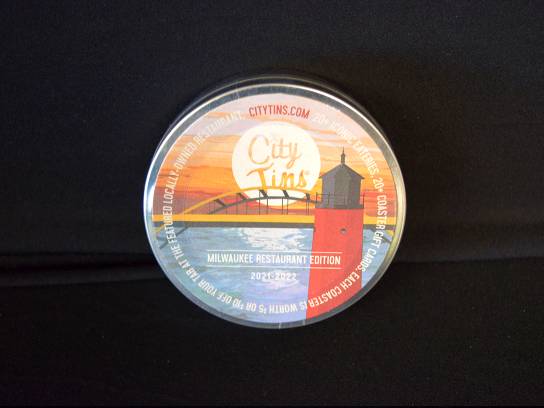 City
Tins
MILWAUKEE RESTAURANT EDITION
2021-2022
CITYTINS.COM 20+ ICONIC EATERIES. 20+ COASTER GIFT CARDS. EACH COASTER IS WORTH $5 OR $10 OFF YOUR TAB AT THE FEATURED LOCALLY-OWNED RESTAURANT.